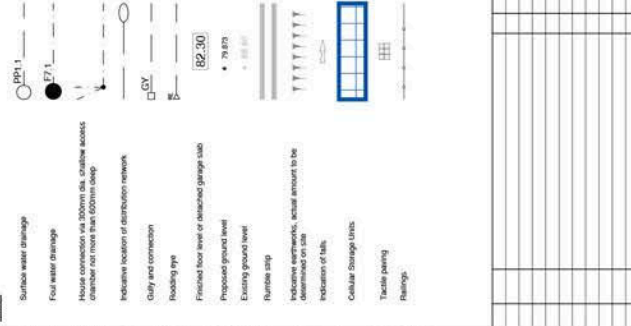 Surface water drainage
PP1.1
Foul water drainage
F7.1
House connection via 300mm dia. shallow access
chamber not more than 600mm deep
Indicative location of distribution network
Gully and connection
GY
Rodding eye
RE
Finished floor level or detached garage slab
82.30
Proposed ground level
79.873
Existing ground level
Rumble strip
Indicative earthworks, actual amount to be
determined on site
Indication of falls
Cellular Storage Units
Tactile paving
Railings